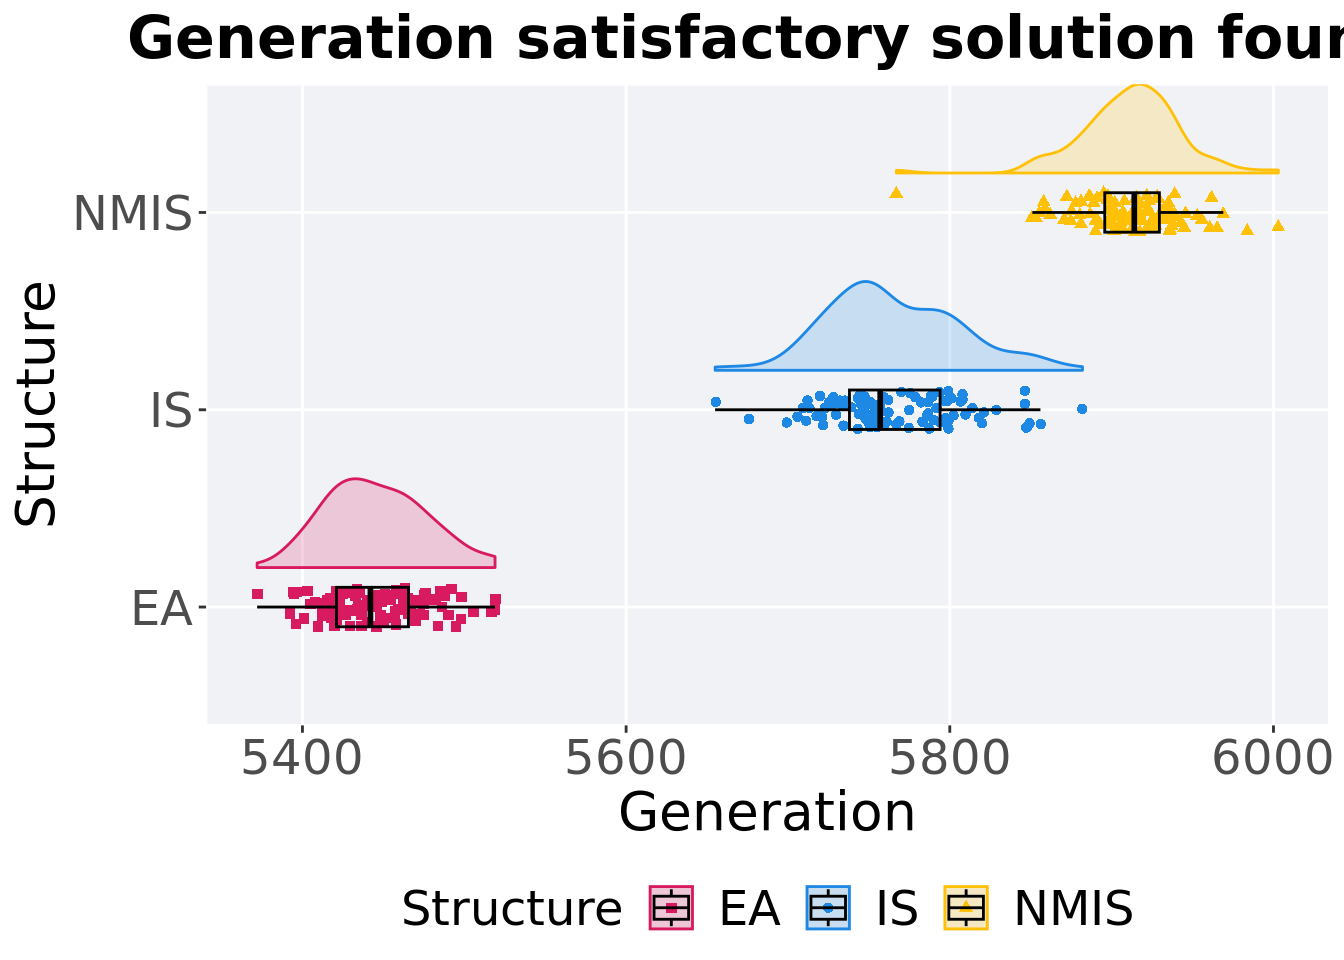 Generation satisfactory solution four
NMIS
IS
EA
Structure
5400 5600 5800 6000
Generation
Structure EA IS NMIS